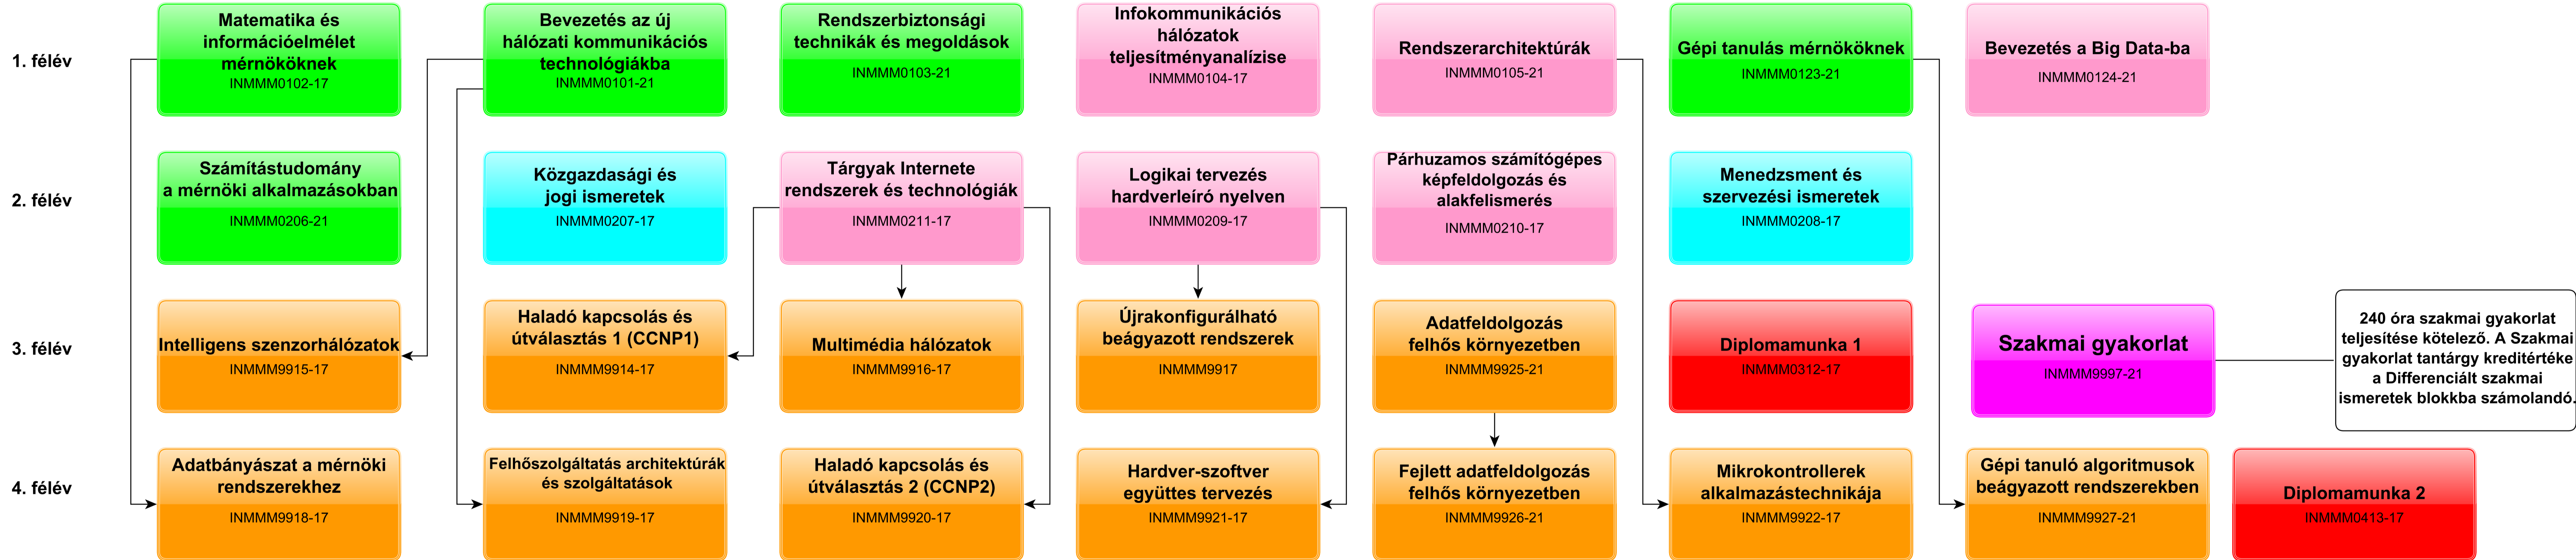 1. félév
Matematika és
információelmélet
mérnököknek
INMMM0102-17
Bevezetés az új
hálózati kommunikációs
technológiákba
INMMM0101-21
Rendszerbiztonsági
technikák és megoldások
INMMM0103-21
Infokommunikációs
hálózatok
teljesítményanalízise
INMMM0104-17
Rendszerarchitektúrák
INMMM0105-21
Gépi tanulás mérnököknek
INMMM0123-21
Bevezetés a Big Data-ba
INMMM0124-21
2. félév
Számítástudomány
a mérnöki alkalmazásokban
INMMM0206-21
Közgazdasági és
jogi ismeretek
INMMM0207-17
Tárgyak Internete
rendszerek és technológiák
INMMM0211-17
Logikai tervezés
hardverleíró nyelven
INMMM0209-17
Párhuzamos számítógépes
képfeldolgozás és
alakfelismerés
INMMM0210-17
Menedzsment és
szervezési ismeretek
INMMM0208-17
3. félév
Intelligens szenzorhálózatok
INMMM9915-17
Haladó kapcsolás és
útválasztás 1 (CCNP1)
INMMM9914-17
Multimédia hálózatok
INMMM9916-17
Újrakonfigurálható
beágyazott rendszerek
INMMM9917
Adatfeldolgozás
felhős környezetben
INMMM9925-21
Diplomamunka 1
INMMM0312-17
Szakmai gyakorlat
INMMM9997-21
240 óra szakmai gyakorlat
teljesítése kötelező. A Szakmai
gyakorlat tantárgy kreditértéke
a Differenciált szakmai
ismeretek blokkba számolandó.
4. félév
Adatbányászat a mérnöki
rendszerekhez
INMMM9918-17
Felhőszolgáltatás architektúrák
és szolgáltatások
INMMM9919-17
Haladó kapcsolás és
útválasztás 2 (CCNP2)
INMMM9920-17
Hardver-szoftver
együttes tervezés
INMMM9921-17
Fejlett adatfeldolgozás
felhős környezetben
INMMM9926-21
Mikrokontrollerek
alkalmazástechnikája
INMMM9922-17
Gépi tanuló algoritmusok
beágyazott rendszerekben
INMMM9927-21
Diplomamunka 2
INMMM0413-17